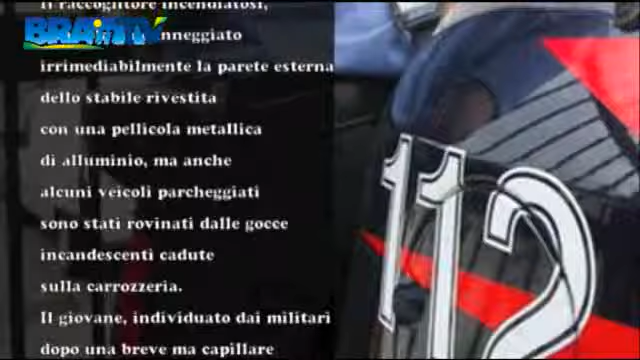 Il raccoglitore incendiatosi,
BRAinTV
danneggiato
irrimediabilmente la parete esterna
dello stabile rivestita
con una pellicola metallica
di alluminio, ma anche
alcuni veicoli parcheggiati
sono stati rovinati dalle gocce
incandescenti cadute
sulla carrozzeria.
Il giovane, individuato dai militari
dopo una breve ma capillare
112